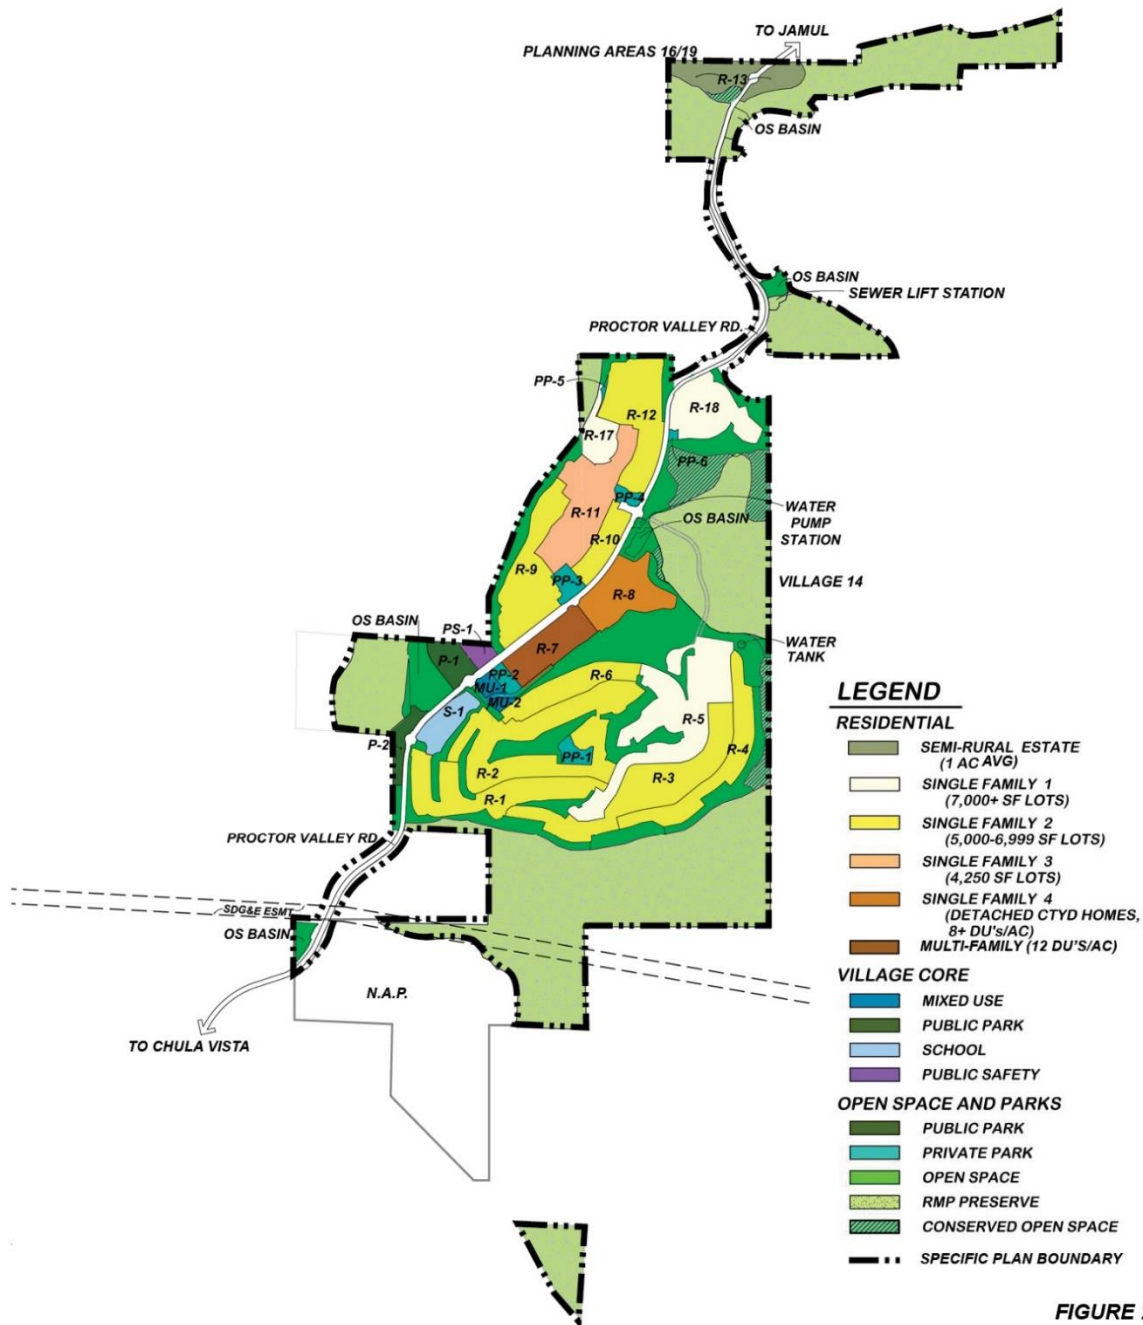 TO JAMUL
PLANNING AREAS 16/19
R-13
OS BASIN
OS BASIN
SEWER LIFT STATION
PROCTOR VALLEY RD.
PP-5
R-18
R-12
R-17
PP-6
PP-4
WATER
PUMP
STATION
R-11
OS BASIN
R-10
R-9
PP-3
VILLAGE 14
R-8
OS BASIN
PS-1
R-7
WATER
TANK
P-1
PP-2
MU-1
R-6
MU-2
S-1
R-5
P-2
R-4
PP-1
R-2
R-3
R-1
PROCTOR VALLEY RD.
SDG&E ESMT
OS BASIN
N.A.P.
TO CHULA VISTA
LEGEND
RESIDENTIAL
SEMI-RURAL ESTATE
(1 AC AVG)
SINGLE FAMILY 1
(7,000+ SF LOTS)
SINGLE FAMILY 2
(5,000-6,999 SF LOTS)
SINGLE FAMILY 3
(4,250 SF LOTS)
SINGLE FAMILY 4
(DETACHED CTYD HOMES,
8+ DU's/AC)
MULTI-FAMILY (12 DU'S/AC)
VILLAGE CORE
MIXED USE
PUBLIC PARK
SCHOOL
PUBLIC SAFETY
OPEN SPACE AND PARKS
PUBLIC PARK
PRIVATE PARK
OPEN SPACE
RMP PRESERVE
CONSERVED OPEN SPACE
SPECIFIC PLAN BOUNDARY
FIGURE